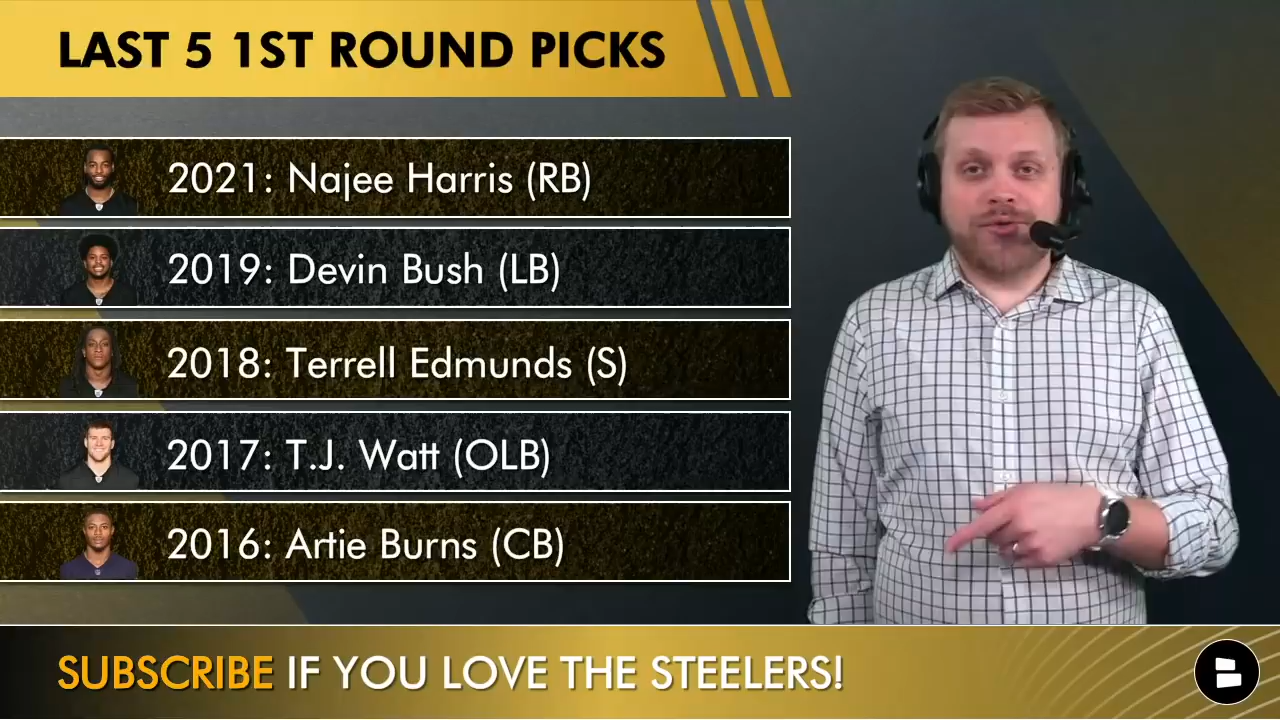 LAST 5 1ST ROUND PICKS
2021: Najee Harris (RB)
2019: Devin Bush (LB)
2018: Terrell Edmunds (S)
2017: T.J. Watt (OLB)
2016: Artie Burns (CB)
SUBSCRIBE IF YOU LOVE THE STEELERS!